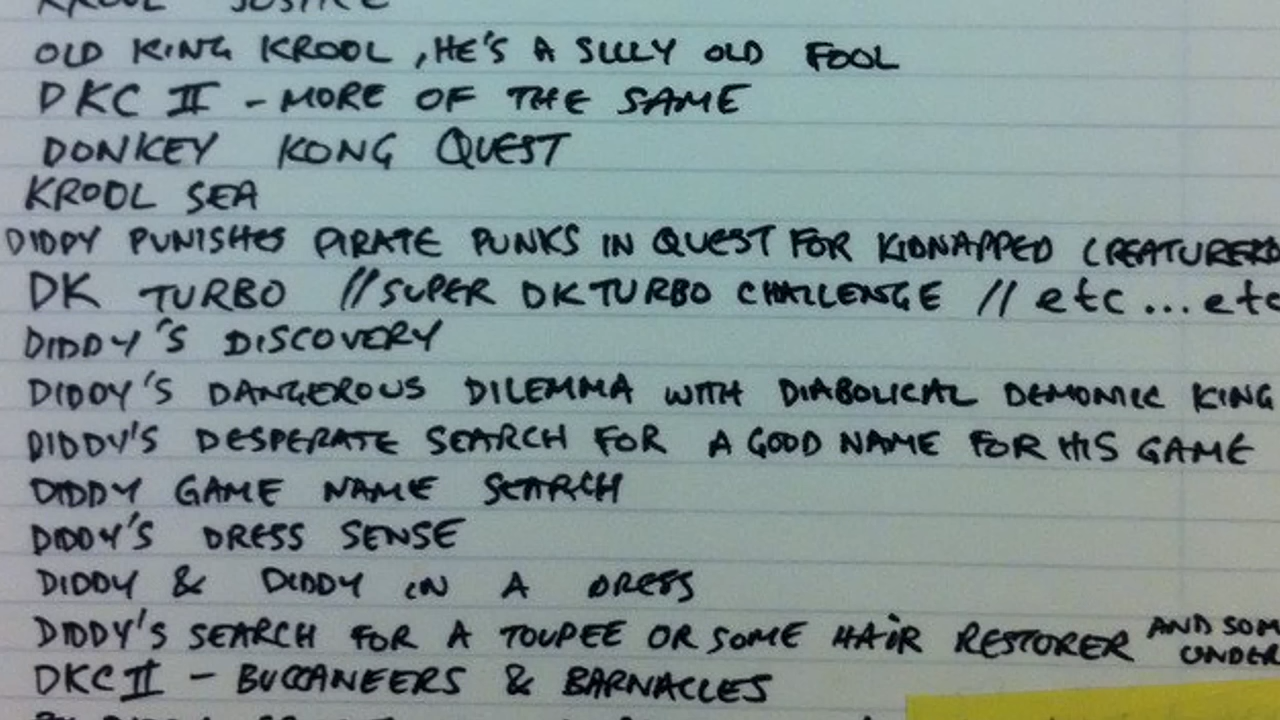 KROOL JUSTICE
OLD KING KROOL, HE'S A SILLY OLD FOOL
DKC II - MORE OF THE SAME
DONKEY KONG QUEST
KROOL SEA
DIDDY PUNISHES PIRATE PUNKS IN QUEST FOR KIDNAPPED
DK TURBO // SUPER DK TURBO CHALLENGE // etc ... etc
DIDDY'S DISCOVERY
DIDDY'S DANGEROUS DILEMMA WITH DIABOLICAL DEMONIC KING
DIDDY'S DESPERATE SEARCH FOR A GOOD NAME FOR HIS GAME
DIDDY GAME NAME SEARCH
DIDDY'S DRESS SENSE
DIDDY & DIDDY IN A DRESS
DIDDY'S SEARCH FOR A TOUPEE OR SOME HAIR RESTORER AND SOM
UNDER
DKC II - BUCCANEERS & BARNACLES